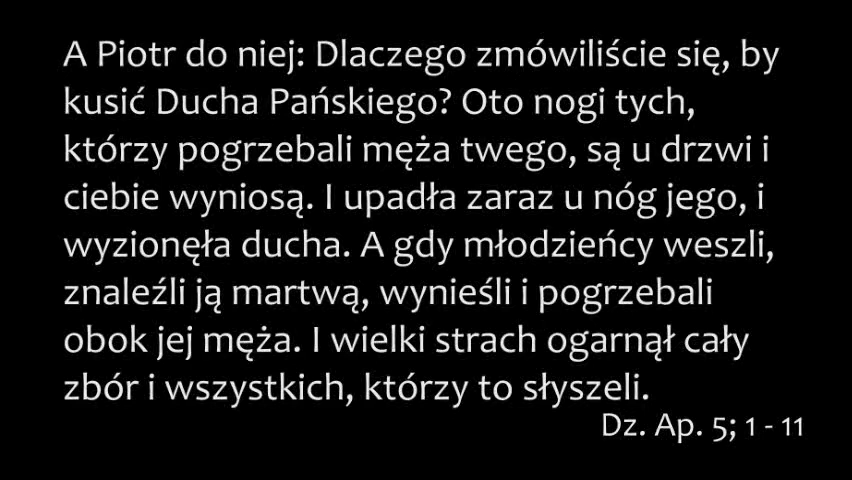 A Piotr do niej: Dlaczego zmówiliście się, by
kusić Ducha Pańskiego? Oto nogi tych,
którzy pogrzebali męża twego, są u drzwi i
ciebie wyniosą. I upadła zaraz u nóg jego, i
wyzionęła ducha. A gdy młodzieńcy weszli,
znaleźli ją martwą, wynieśli i pogrzebali
obok jej męża. I wielki strach ogarnął cały
zbór i wszystkich, którzy to słyszeli.
Dz. Ap. 5; 1 - 11